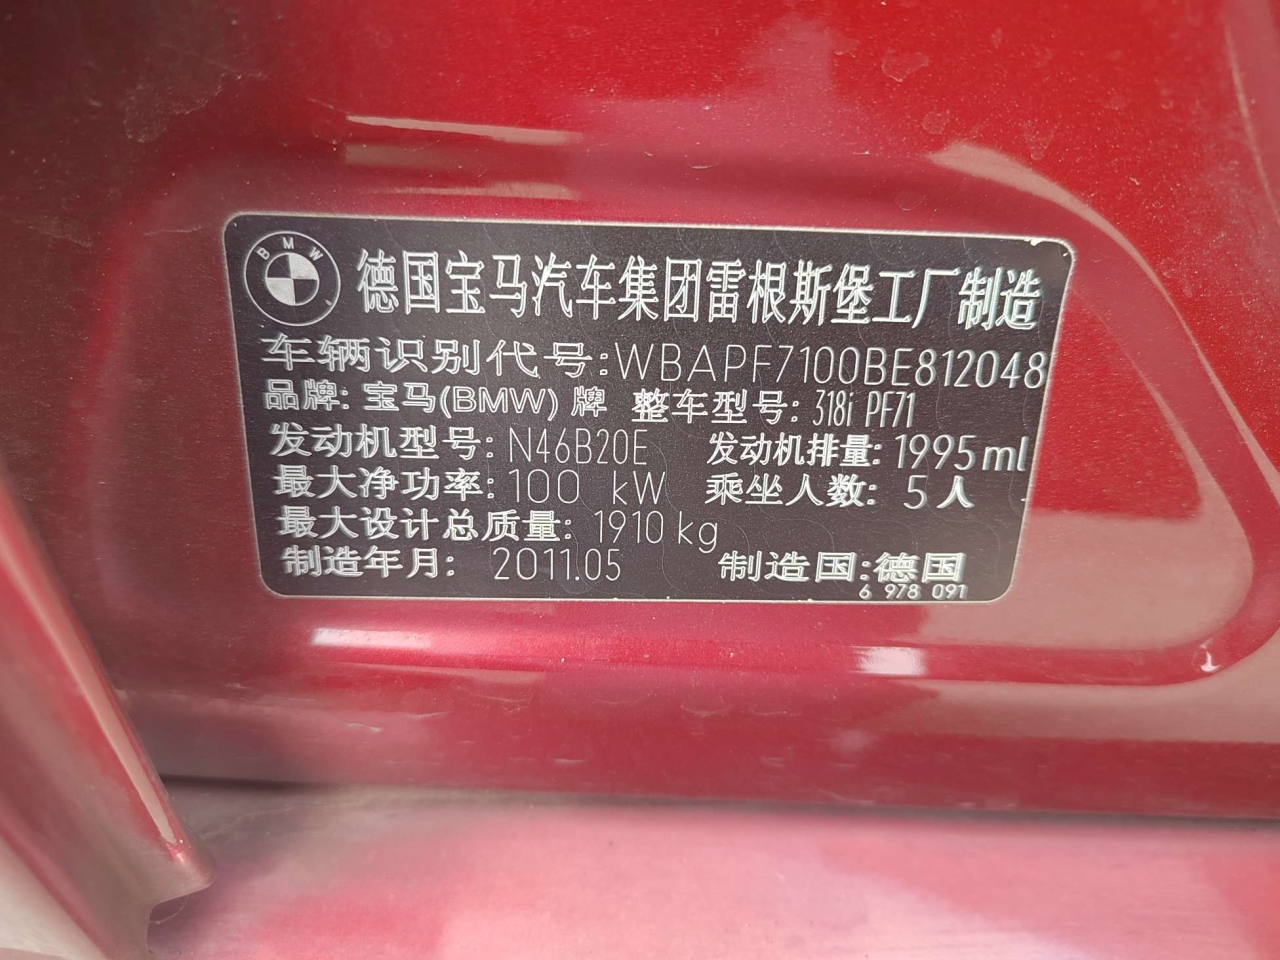 BMW
德国宝马汽车集团雷根斯堡工厂制造
车辆识别代号:WBAPF7100BE812048
品牌: 宝马(BMW) 牌 整车型号: 318i PF71
发动机型号: N46B20E 发动机排量: 1995 ml
最大净功率: 100 kW 乘坐人数: 5人
最大设计总质量: 1910 kg
制造年月: 2011.05 制造国:德国
6 978 091